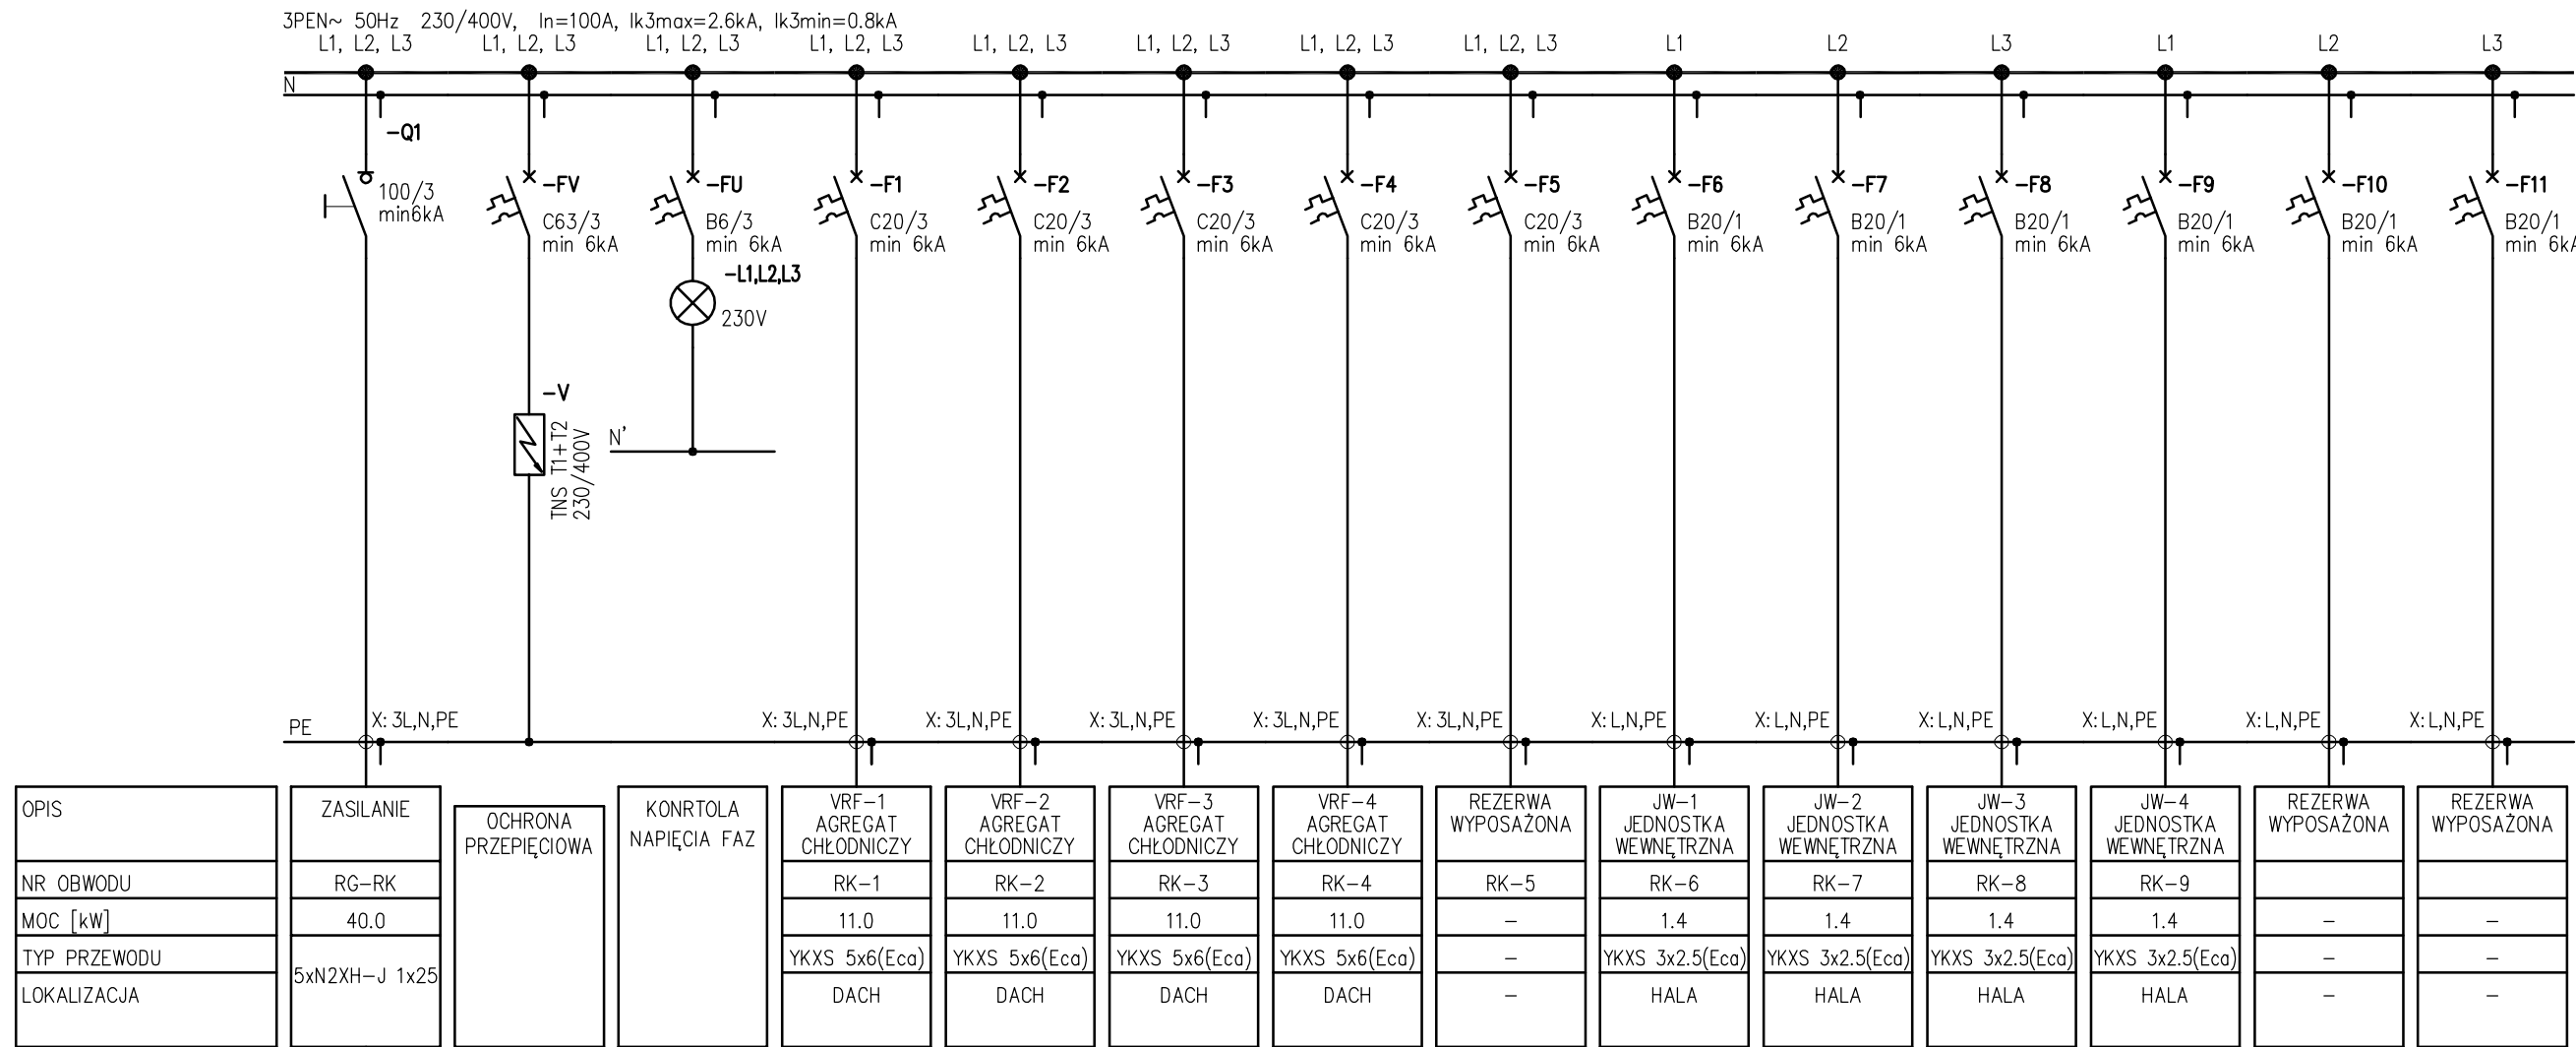 3PEN~ 50Hz 230/400V, In=100A, Ik3max=2.6kA, Ik3min=0.8kA
L1, L2, L3 L1, L2, L3 L1, L2, L3 L1, L2, L3 L1, L2, L3 L1, L2, L3 L1, L2, L3 L1, L2, L3 L1 L2 L3 L1 L2 L3
N
-Q1
100/3
min6kA
-FV
C63/3
min 6kA
-FU
B6/3
min 6kA
-F1
C20/3
min 6kA
-F2
C20/3
min 6kA
-F3
C20/3
min 6kA
-F4
C20/3
min 6kA
-F5
C20/3
min 6kA
-F6
B20/1
min 6kA
-F7
B20/1
min 6kA
-F8
B20/1
min 6kA
-F9
B20/1
min 6kA
-F10
B20/1
min 6kA
-F11
B20/1
min 6kA
-L1,L2,L3
230V
-V
TNS T1+T2
230/400V
N'
PE
X: 3L,N,PE X: 3L,N,PE X: 3L,N,PE X: 3L,N,PE X: 3L,N,PE X: 3L,N,PE X: L,N,PE X: L,N,PE X: L,N,PE X: L,N,PE X: L,N,PE X: L,N,PE
OPIS
NR OBWODU
MOC [kW]
TYP PRZEWODU
LOKALIZACJA
ZASILANIE
RG-RK
40.0
5xN2XH-J 1x25
OCHRONA
PRZEPIĘCIOWA
KONRTOLA
NAPIĘCIA FAZ
VRF-1
AGREGAT
CHŁODNICZY
RK-1
11.0
YKXS 5x6(Eca)
DACH
VRF-2
AGREGAT
CHŁODNICZY
RK-2
11.0
YKXS 5x6(Eca)
DACH
VRF-3
AGREGAT
CHŁODNICZY
RK-3
11.0
YKXS 5x6(Eca)
DACH
VRF-4
AGREGAT
CHŁODNICZY
RK-4
11.0
YKXS 5x6(Eca)
DACH
REZERWA
WYPOSAŻONA
RK-5
-
-
-
JW-1
JEDNOSTKA
WEWNĘTRZNA
RK-6
1.4
YKXS 3x2.5(Eca)
HALA
JW-2
JEDNOSTKA
WEWNĘTRZNA
RK-7
1.4
YKXS 3x2.5(Eca)
HALA
JW-3
JEDNOSTKA
WEWNĘTRZNA
RK-8
1.4
YKXS 3x2.5(Eca)
HALA
JW-4
JEDNOSTKA
WEWNĘTRZNA
RK-9
1.4
YKXS 3x2.5(Eca)
HALA
REZERWA
WYPOSAŻONA
-
-
-
REZERWA
WYPOSAŻONA
-
-
-